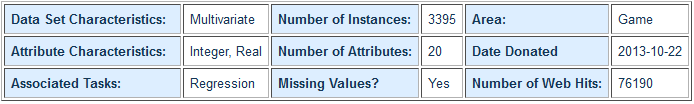 Data Set Characteristics: Multivariate Number of Instances: 3395 Area: Game
Attribute Characteristics: Integer, Real Number of Attributes: 20 Date Donated 2013-10-22
Associated Tasks: Regression Missing Values? Yes Number of Web Hits: 76190